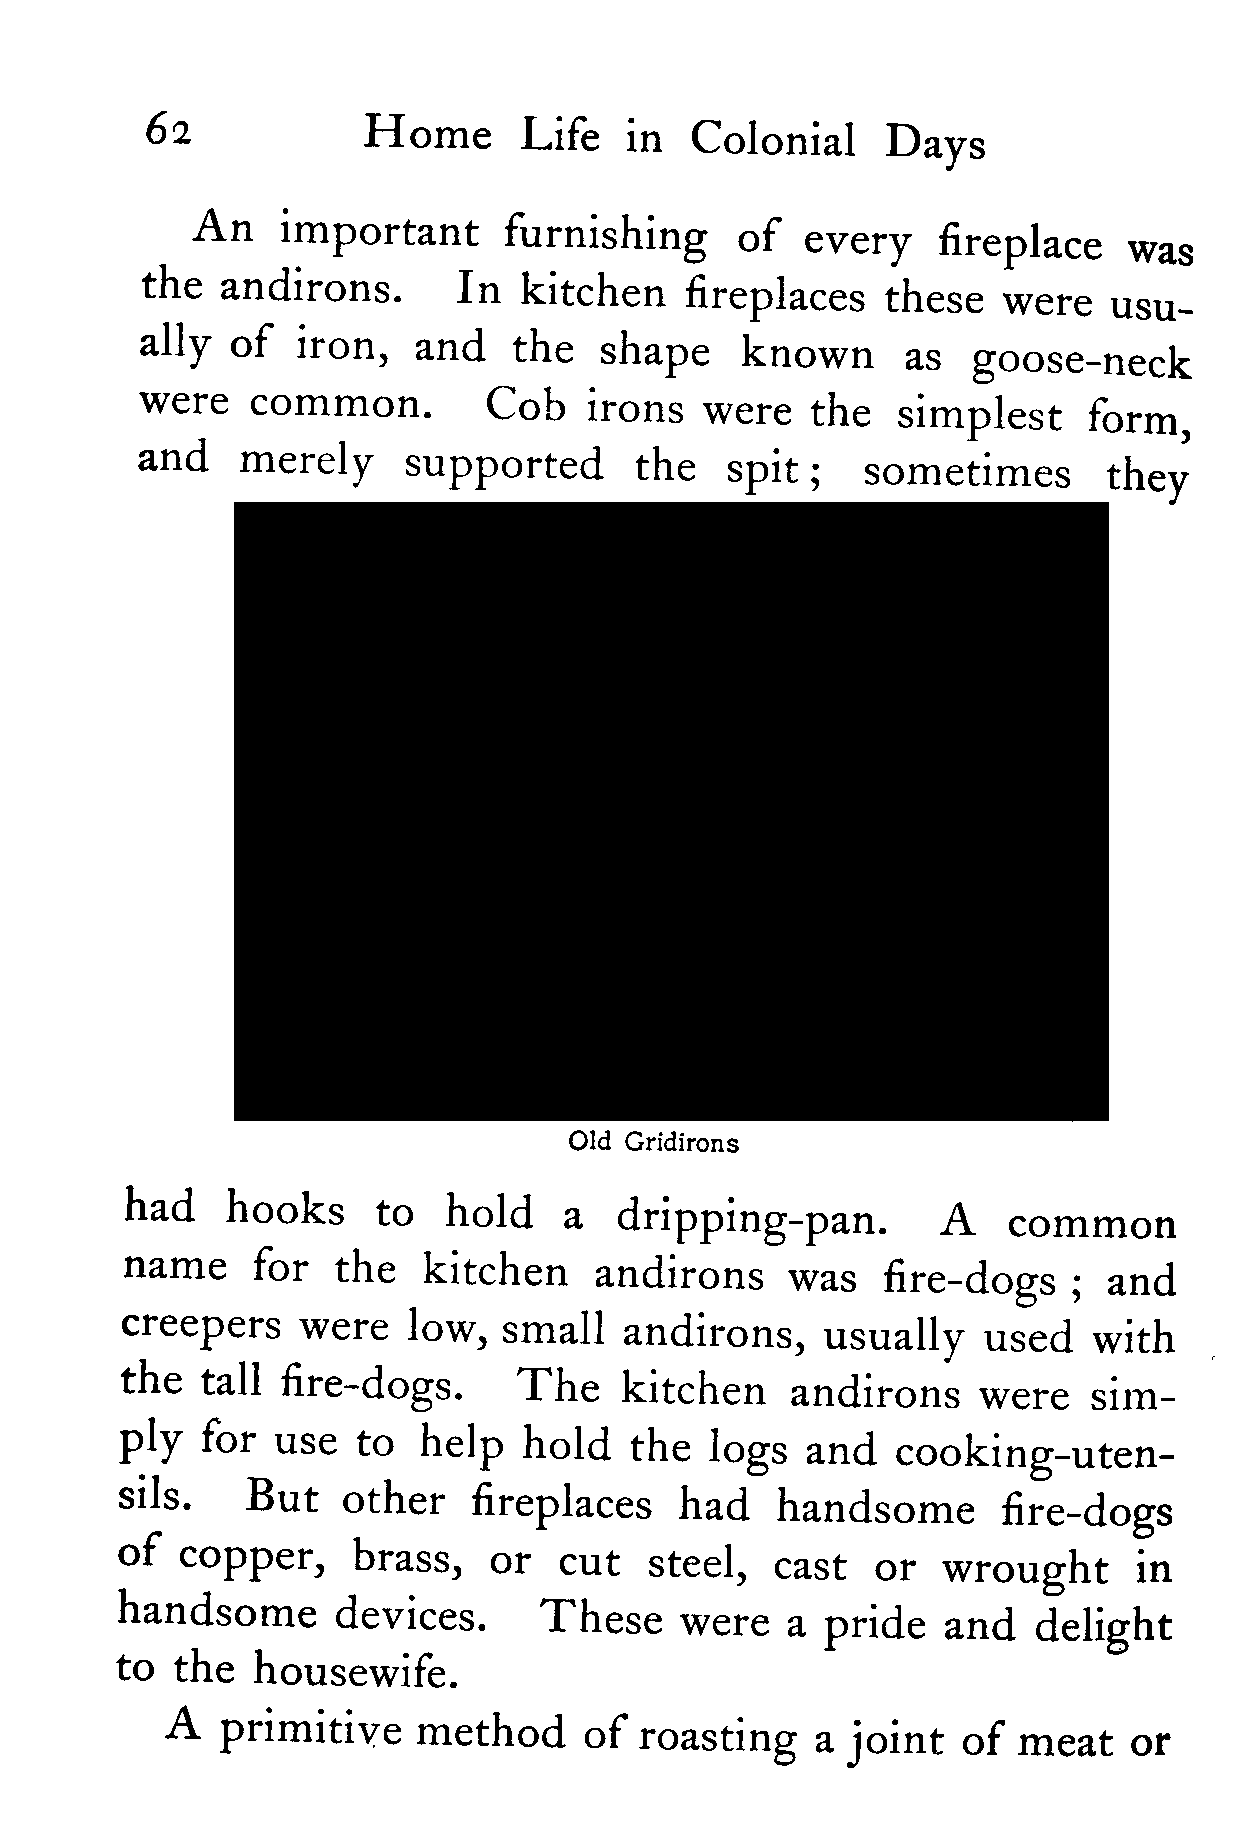 62 Home Life in Colonial Days
An important furnishing of every fireplace was
the andirons. In kitchen fireplaces these were usu-
ally of iron, and the shape known as goose-neck
were common. Cob irons were the simplest form,
and merely supported the spit ; sometimes they
Old Gridirons
had hooks to hold a dripping-pan. A common
name for the kitchen andirons was fire-dogs ; and
creepers were low, small andirons, usually used with
the tall fire-dogs. The kitchen andirons were sim-
ply for use to help hold the logs and cooking-uten-
sils. But other fireplaces had handsome fire-dogs
of copper, brass, or cut steel, cast or wrought in
handsome devices. These were a pride and delight
to the housewife.
A primitive method of roasting a joint of meat or